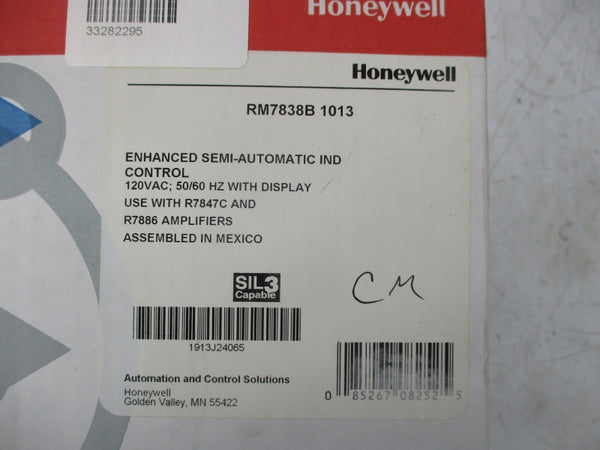 Honeywell
33282295
Honeywell
RM7838B 1013
ENHANCED SEMI-AUTOMATIC IND
CONTROL
120VAC; 50/60 HZ WITH DISPLAY
USE WITH R7847C AND
R7886 AMPLIFIERS
ASSEMBLED IN MEXICO
SIL 3
Capable
CM
1913J24065
Automation and Control Solutions
Honeywell
Golden Valley, MN 55422
0 85267 08252 5